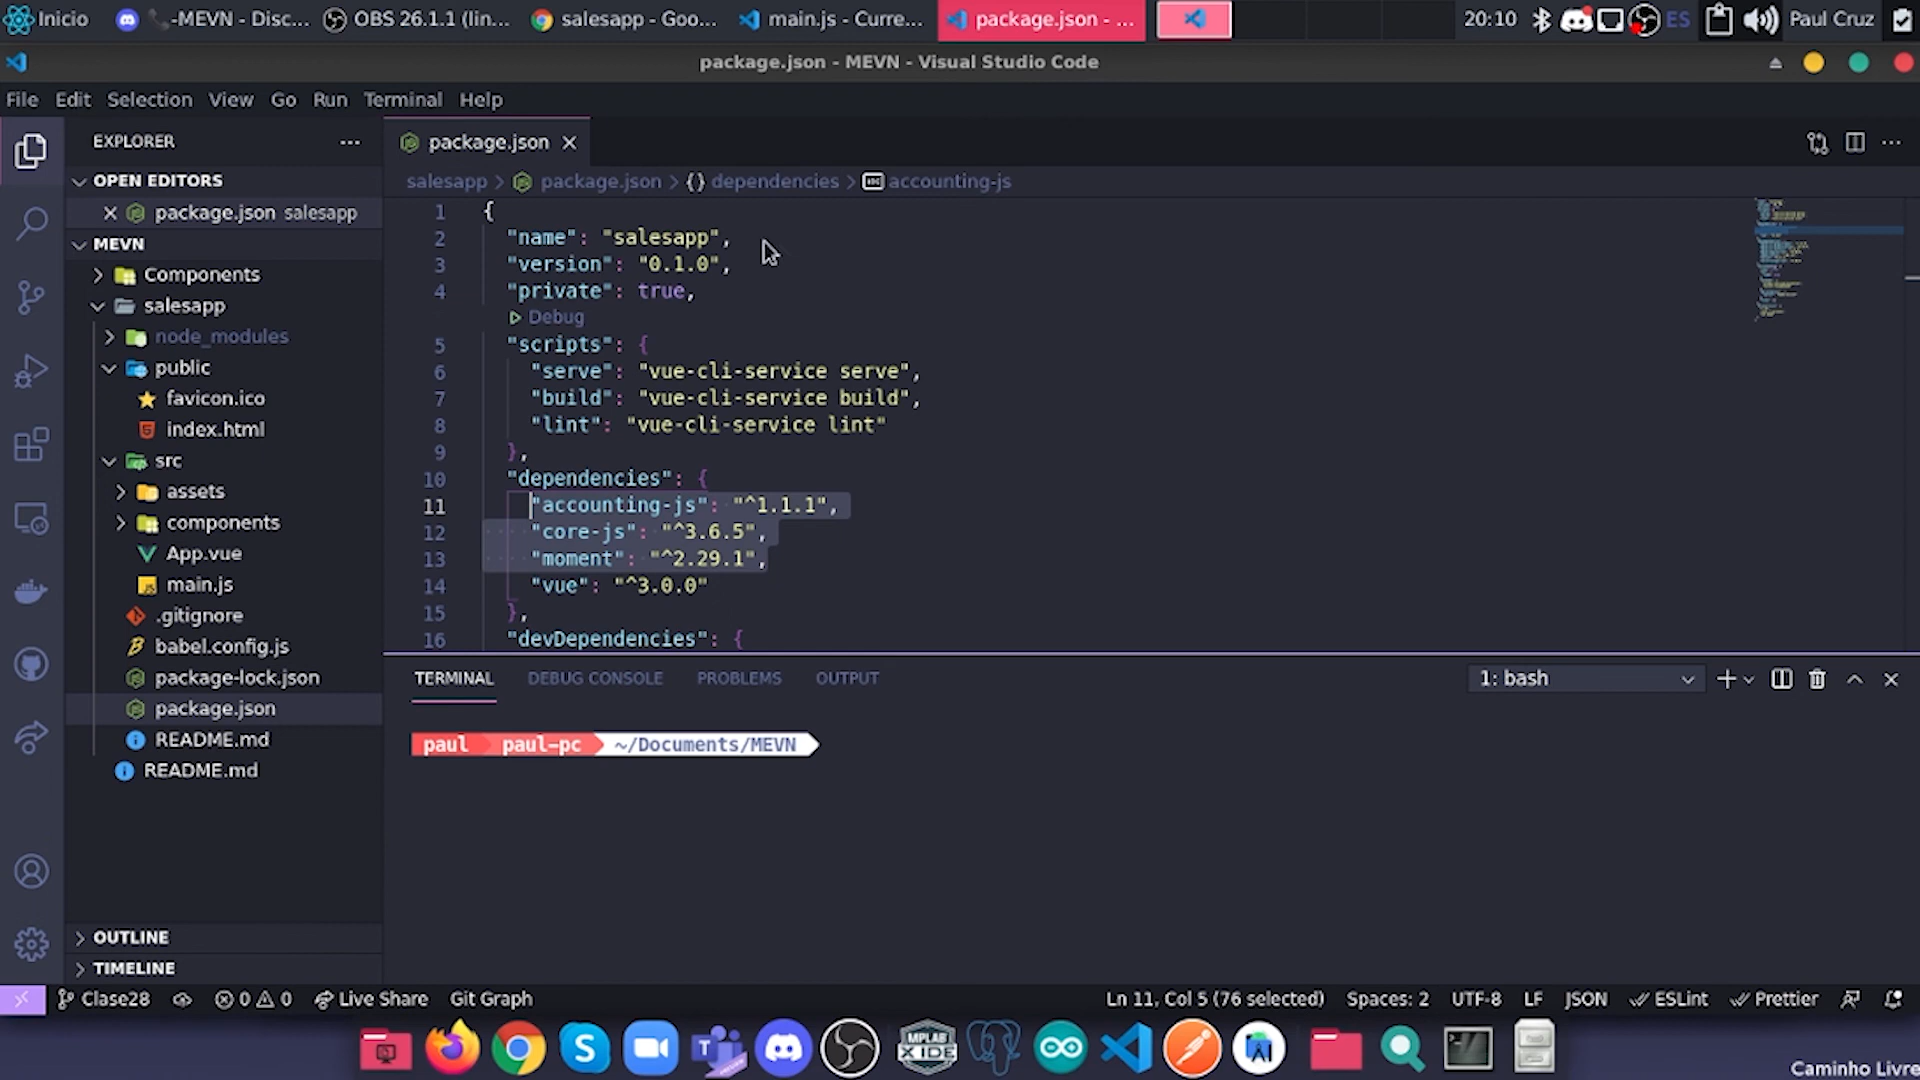 Inicio
-MEVN - Disc...
OBS 26.1.1 (lin...
salesapp - Goo...
main.js - Curre...
package.json - ...
20:10
ES
Paul Cruz
package.json - MEVN - Visual Studio Code
File Edit Selection View Go Run Terminal Help
EXPLORER
OPEN EDITORS
package.json salesapp
MEVN
Components
salesapp
node_modules
public
favicon.ico
index.html
src
assets
components
App.vue
main.js
.gitignore
babel.config.js
package-lock.json
package.json
README.md
README.md
OUTLINE
TIMELINE
package.json
salesapp > package.json > {} dependencies > accounting-js
1 {
2 "name": "salesapp",
3 "version": "0.1.0",
4 "private": true,
Debug
5 "scripts": {
6 "serve": "vue-cli-service serve",
7 "build": "vue-cli-service build",
8 "lint": "vue-cli-service lint"
9 },
10 "dependencies": {
11 "accounting-js": "^1.1.1",
12 "core-js": "^3.6.5",
13 "moment": "^2.29.1",
14 "vue": "^3.0.0"
15 },
16 "devDependencies": {
TERMINAL DEBUG CONSOLE PROBLEMS OUTPUT
1: bash
paul paul-pc ~/Documents/MEVN
Clase28
0 0
Live Share
Git Graph
Ln 11, Col 5 (76 selected)
Spaces: 2
UTF-8
LF
JSON
ESLint
Prettier
MPLAB
X IDE
Caminho Livre